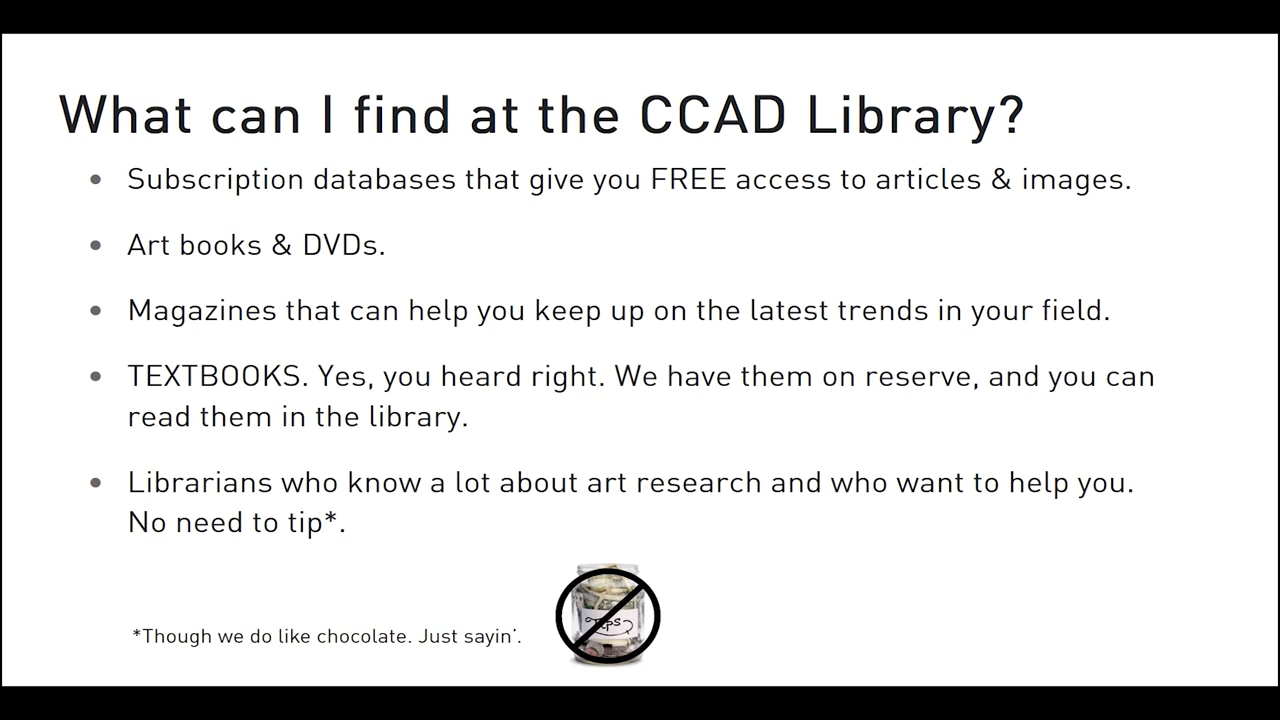 What can I find at the CCAD Library?
• Subscription databases that give you FREE access to articles & images.
• Art books & DVDs.
• Magazines that can help you keep up on the latest trends in your field.
• TEXTBOOKS. Yes, you heard right. We have them on reserve, and you can
read them in the library.
• Librarians who know a lot about art research and who want to help you.
No need to tip*.
*Though we do like chocolate. Just sayin’.
Tips